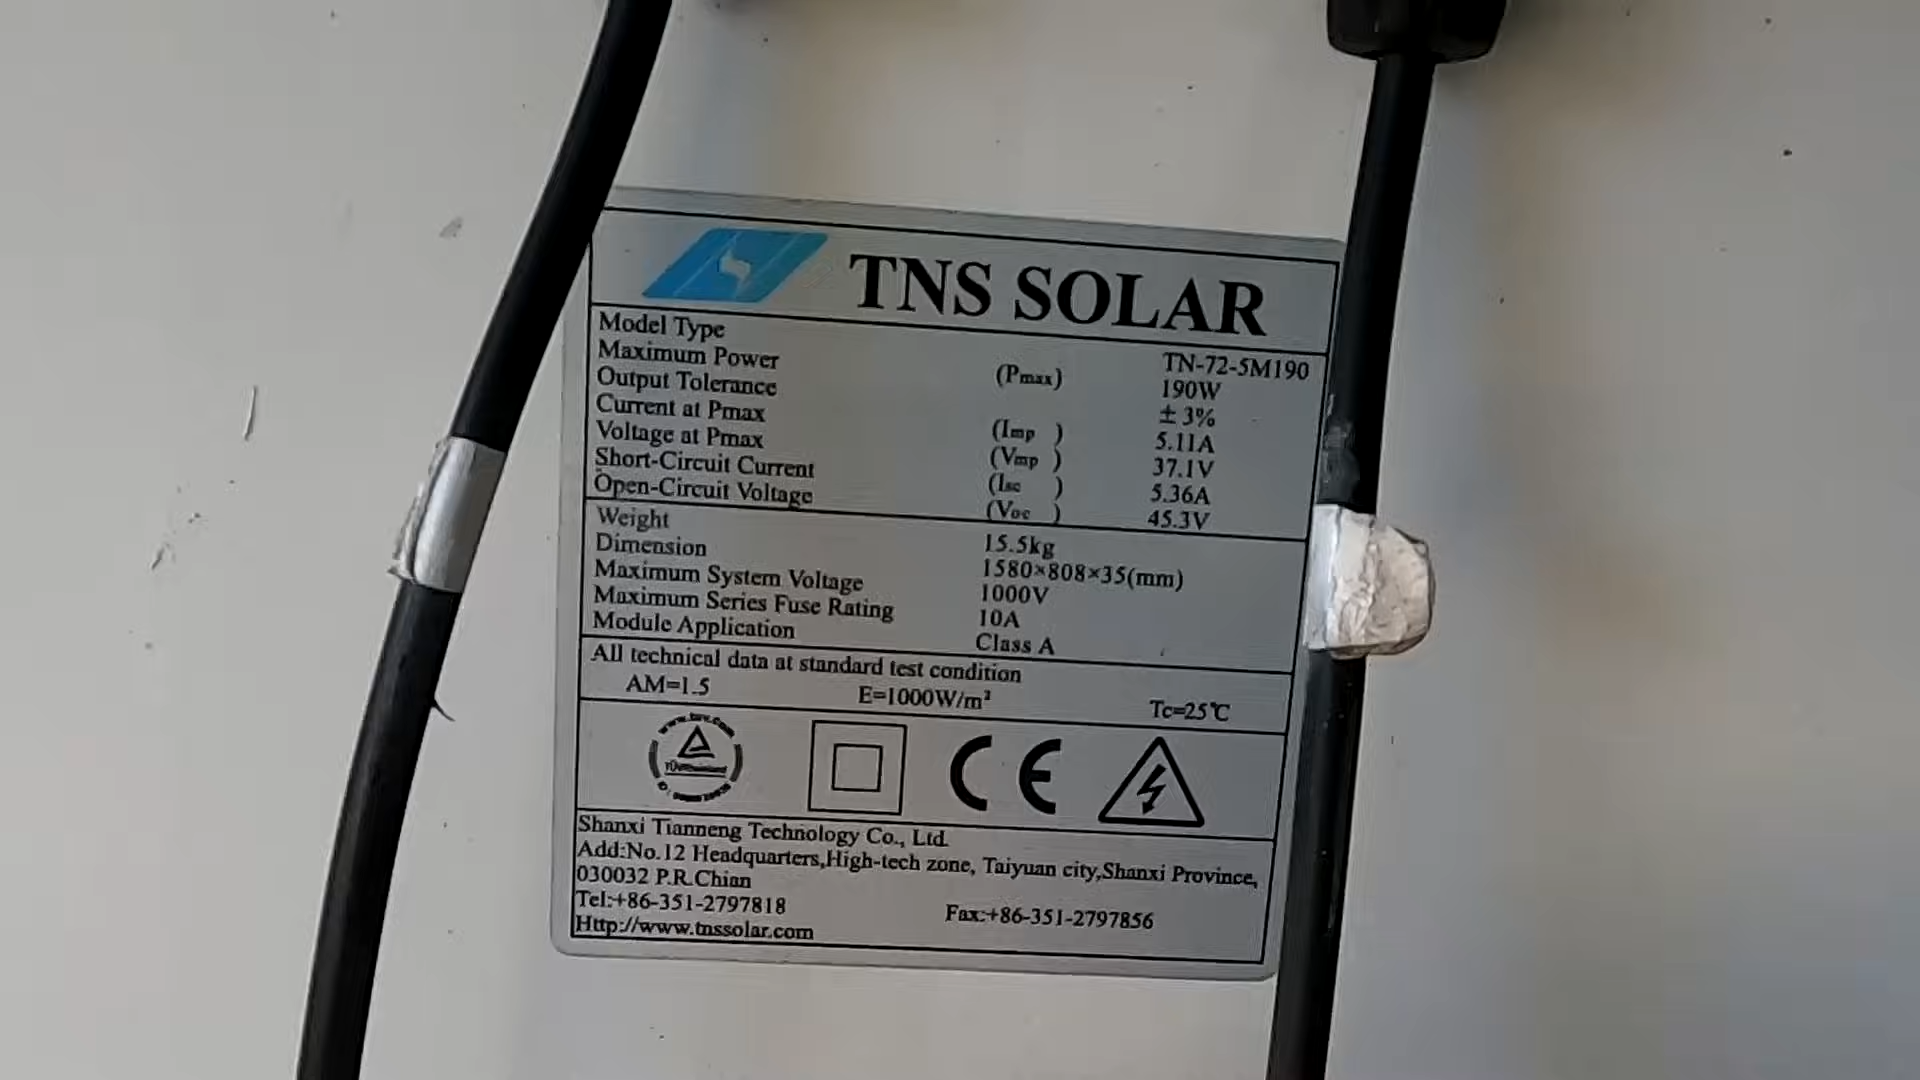 TNS SOLAR
Model Type TN-72-5M190
Maximum Power (Pmax) 190W
Output Tolerance ±3%
Current at Pmax (Imp ) 5.11A
Voltage at Pmax (Vmp ) 37.1V
Short-Circuit Current (Isc ) 5.36A
Open-Circuit Voltage (Voc ) 45.3V
Weight 15.5kg
Dimension 1580×808×35(mm)
Maximum System Voltage 1000V
Maximum Series Fuse Rating 10A
Module Application Class A
All technical data at standard test condition
AM=1.5 E=1000W/m² Tc=25℃
www.tuv.com
CE
Shanxi Tianneng Technology Co., Ltd.
Add:No.12 Headquarters,High-tech zone, Taiyuan city,Shanxi Province,
030032 P.R.Chian
Tel:+86-351-2797818 Fax:+86-351-2797856
Http://www.tnssolar.com